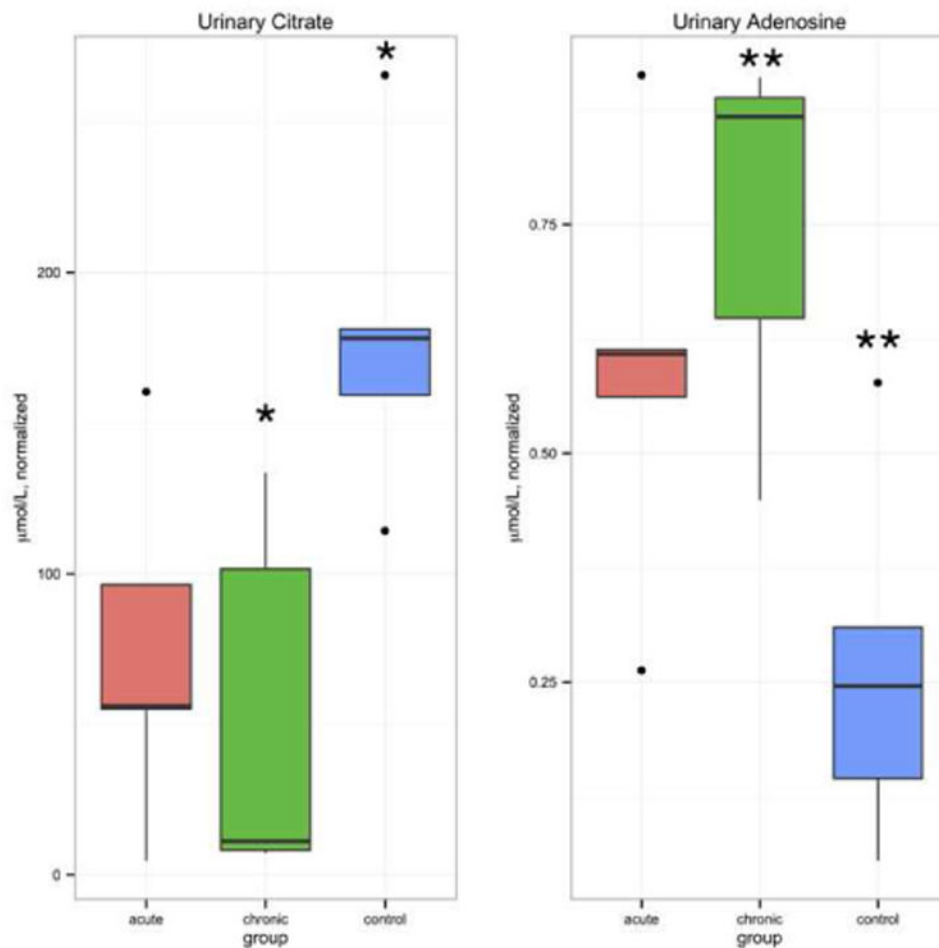 Urinary Citrate
*
200
*
μmol/L, normalized
100
0
acute chronic control
group
Urinary Adenosine
**
0.75
**
μmol/L, normalized
0.50
0.25
acute chronic control
group